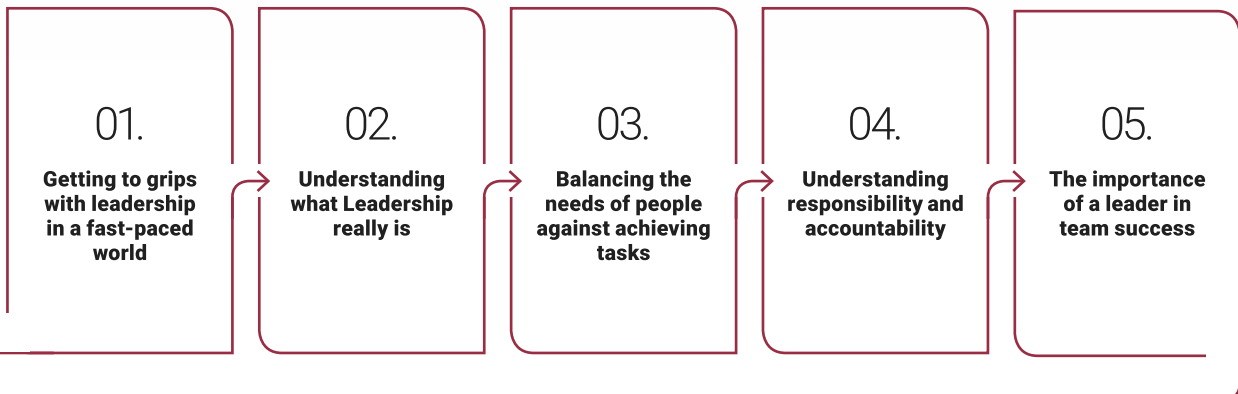 01.
Getting to grips
with leadership
in a fast-paced
world
02.
Understanding
what Leadership
really is
03.
Balancing the
needs of people
against achieving
tasks
04.
Understanding
responsibility and
accountability
05.
The importance
of a leader in
team success